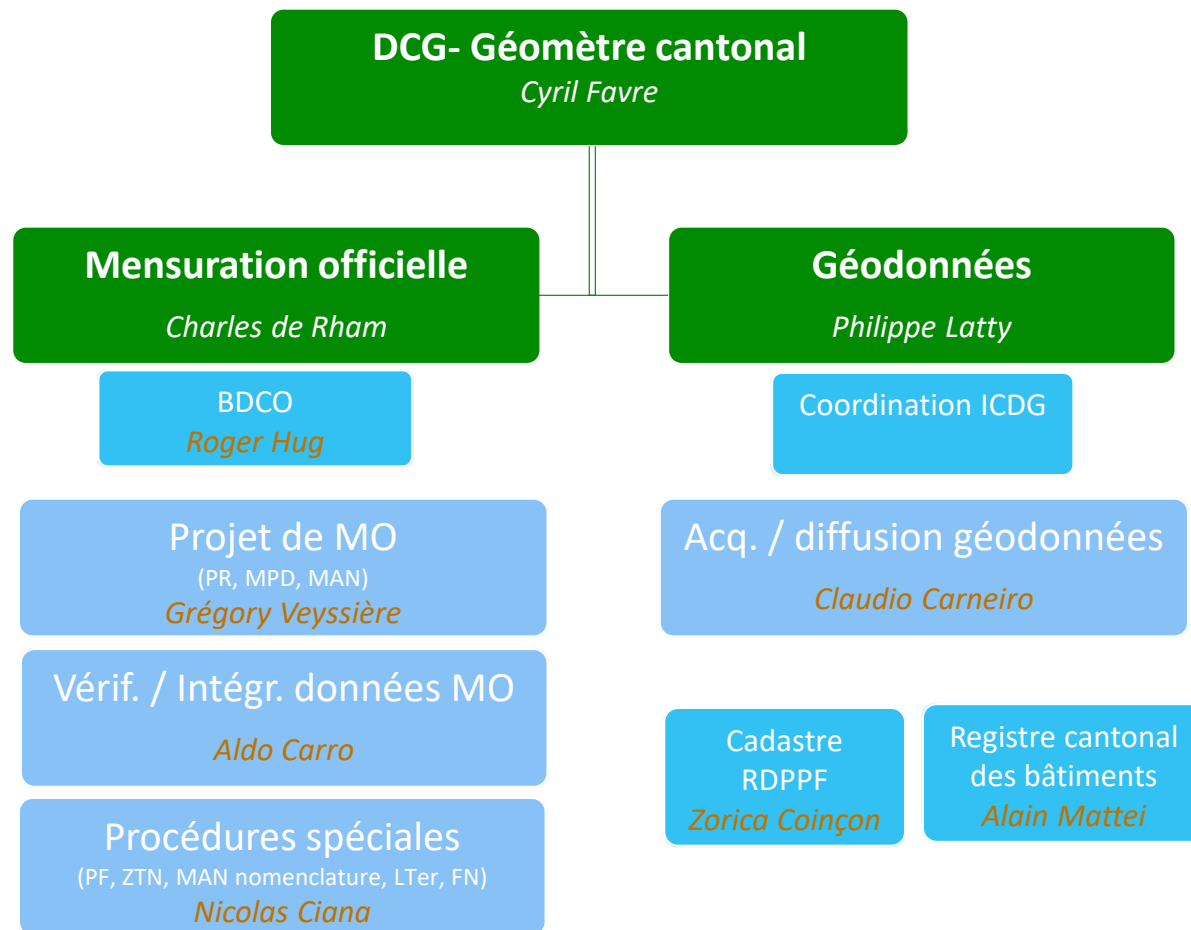 DCG- Géomètre cantonal
Cyril Favre
Mensuration officielle
Charles de Rham
BDCO
Roger Hug
Projet de MO
(PR, MPD, MAN)
Grégory Veyssière
Vérif. / Intégr. données MO
Aldo Carro
Procédures spéciales
(PF, ZTN, MAN nomenclature, LTer, FN)
Nicolas Ciana
Géodonnées
Philippe Latty
Coordination ICDG
Acq. / diffusion géodonnées
Claudio Carneiro
Cadastre
RDPPF
Zorica Coinçon
Registre cantonal
des bâtiments
Alain Mattei